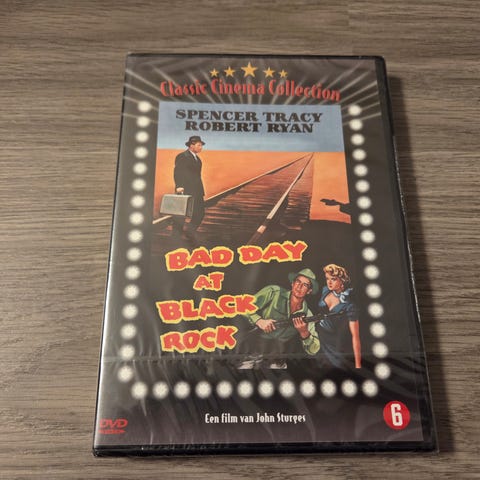 Classic Cinema Collection
SPENCER TRACY
ROBERT RYAN
BAD DAY
AT
BLACK
ROCK
Een film van John Sturges
6
DVD